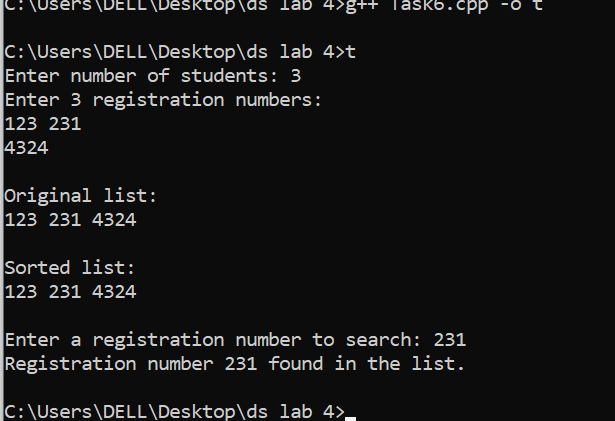 C:\Users\DELL\Desktop\ds lab 4>g++ Task6.cpp -o t
C:\Users\DELL\Desktop\ds lab 4>t
Enter number of students: 3
Enter 3 registration numbers:
123 231
4324
Original list:
123 231 4324
Sorted list:
123 231 4324
Enter a registration number to search: 231
Registration number 231 found in the list.
C:\Users\DELL\Desktop\ds lab 4>